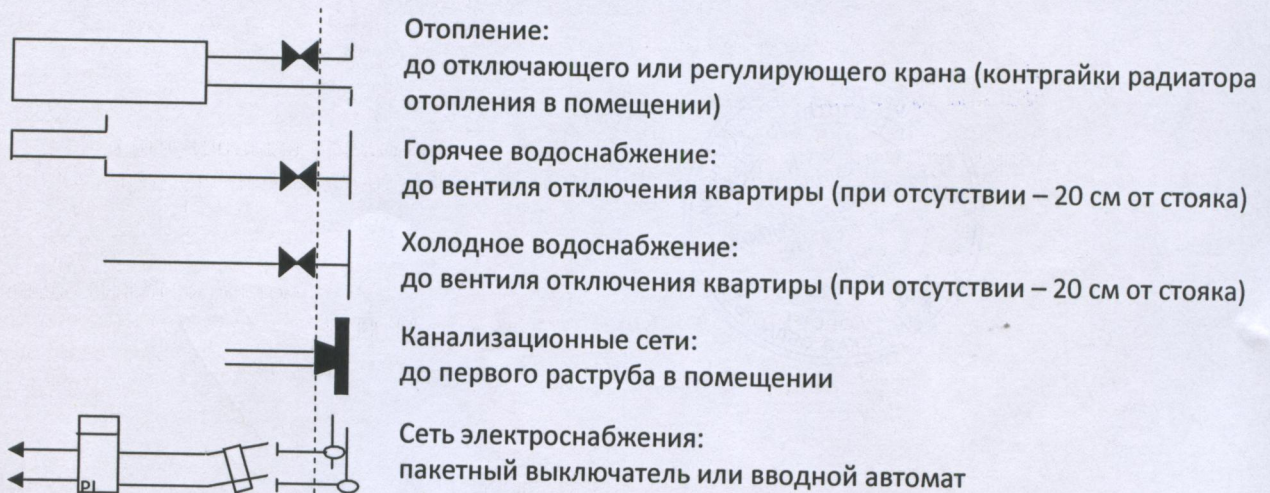 Отопление:
до отключающего или регулирующего крана (контргайки радиатора
отопления в помещении)
Горячее водоснабжение:
до вентиля отключения квартиры (при отсутствии – 20 см от стояка)
Холодное водоснабжение:
до вентиля отключения квартиры (при отсутствии – 20 см от стояка)
Канализационные сети:
до первого раструба в помещении
Сеть электроснабжения:
PI
пакетный выключатель или вводной автомат